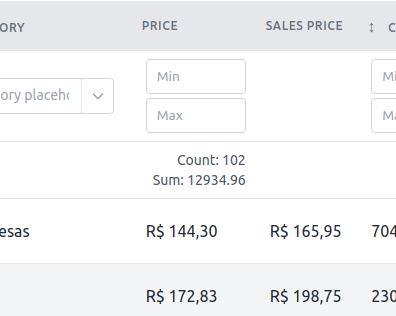 ORY PRICE SALES PRICE ↕ C
ory placeho Min Mi
Max Ma
Count: 102
Sum: 12934.96
esas R$ 144,30 R$ 165,95 704
R$ 172,83 R$ 198,75 230